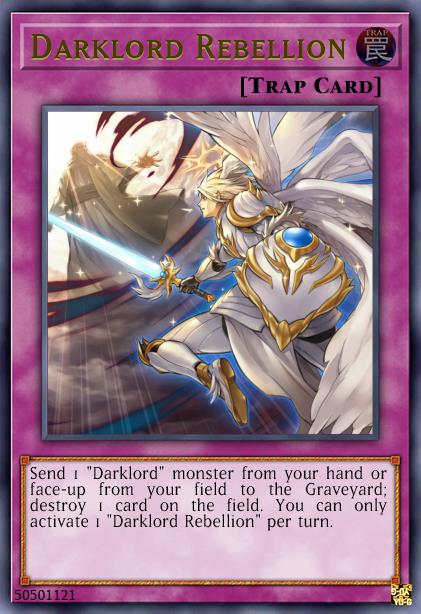 Darklord Rebellion
TRAP
罠
[Trap Card]
Send 1 "Darklord" monster from your hand or
face-up from your field to the Graveyard;
destroy 1 card on the field. You can only
activate 1 "Darklord Rebellion" per turn.
50501121